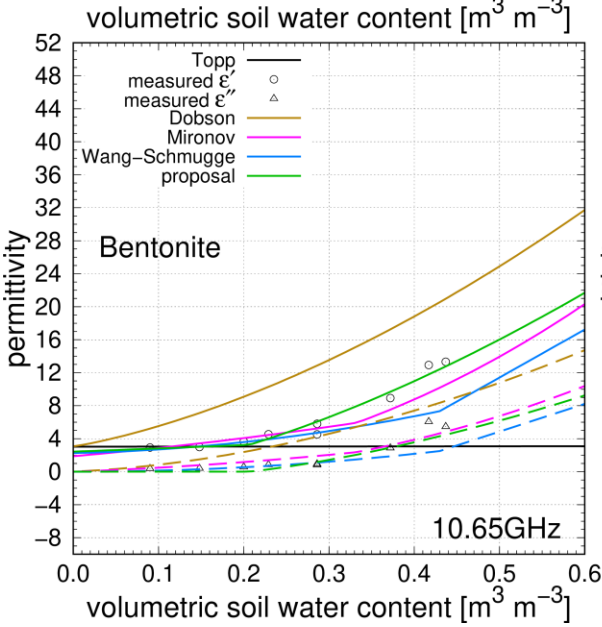 volumetric soil water content [m³ m⁻³]
52
48
44
40
36
32
28
24
20
16
12
8
4
0
−4
−8
permittivity
Topp
measured ε′
measured ε″
Dobson
Mironov
Wang−Schmugge
proposal
Bentonite
10.65GHz
0.0 0.1 0.2 0.3 0.4 0.5 0.6
volumetric soil water content [m³ m⁻³]